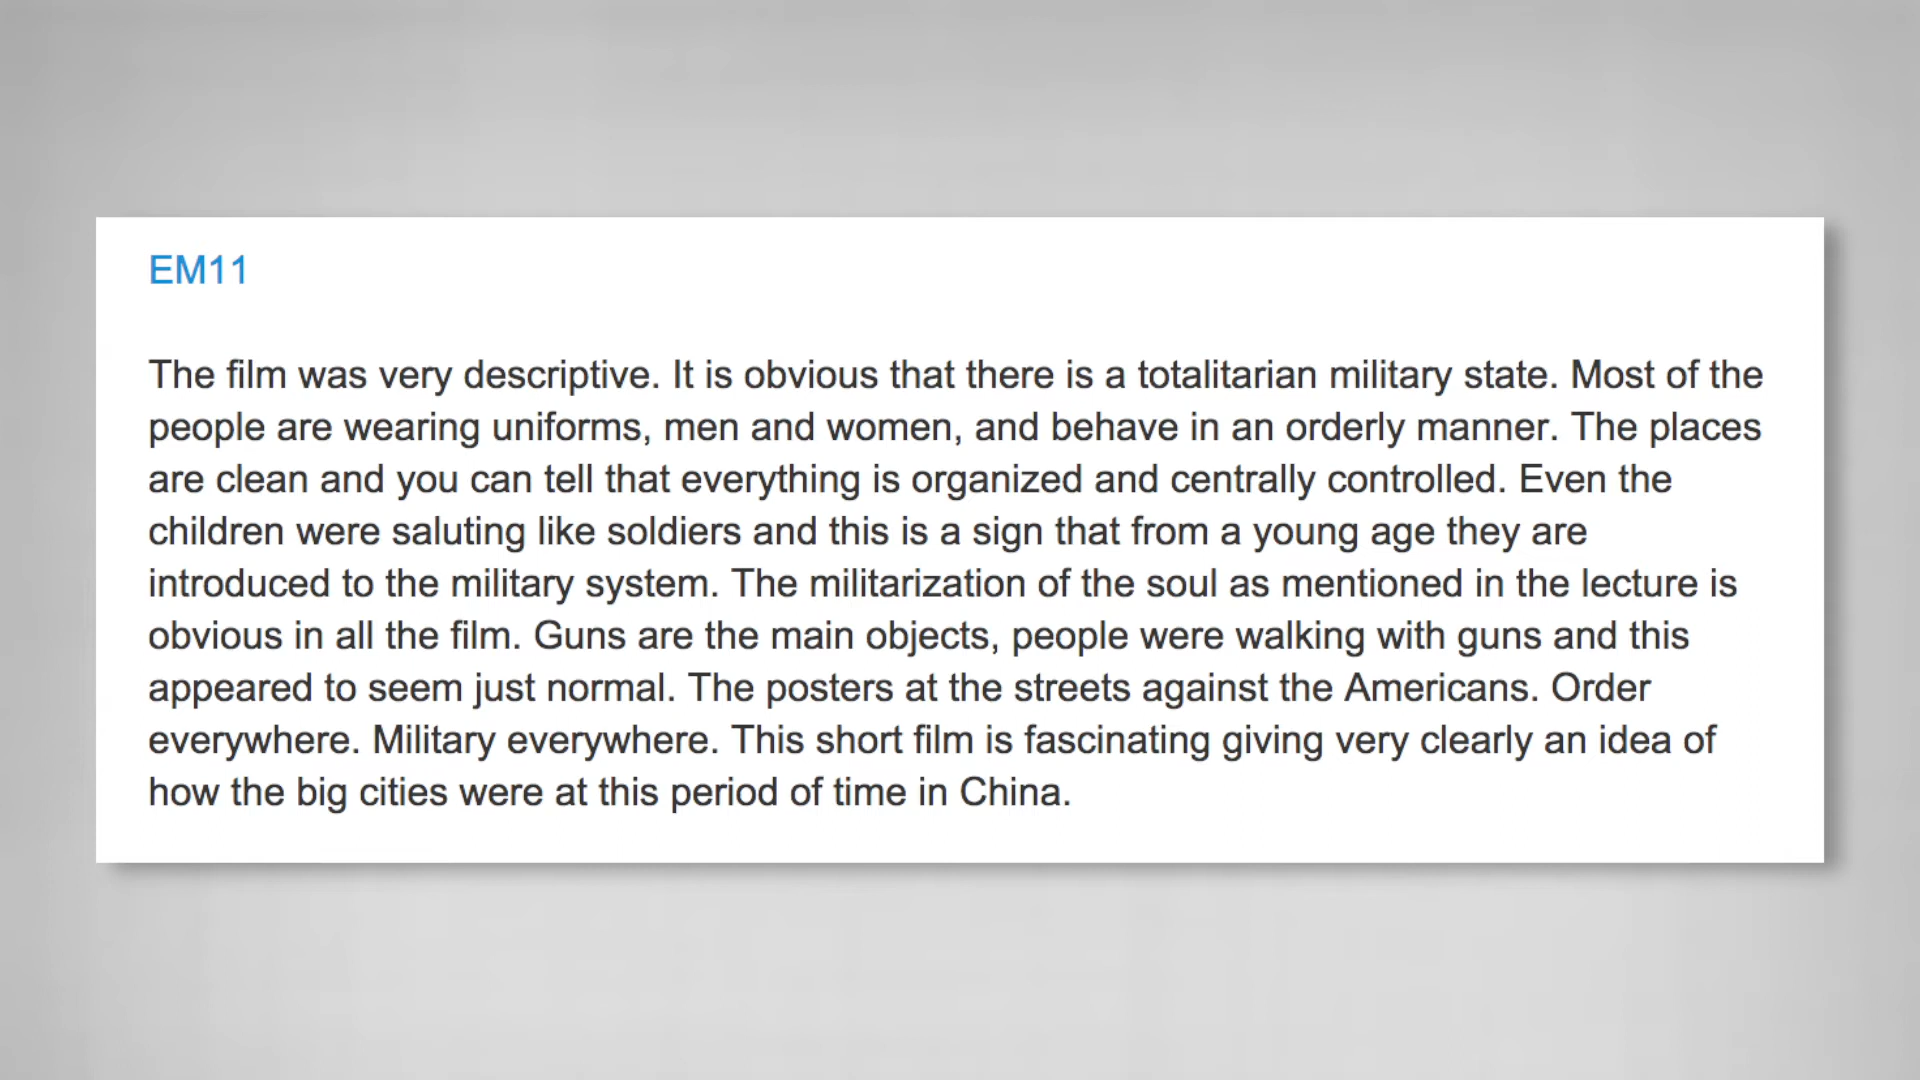 EM11
The film was very descriptive. It is obvious that there is a totalitarian military state. Most of the
people are wearing uniforms, men and women, and behave in an orderly manner. The places
are clean and you can tell that everything is organized and centrally controlled. Even the
children were saluting like soldiers and this is a sign that from a young age they are
introduced to the military system. The militarization of the soul as mentioned in the lecture is
obvious in all the film. Guns are the main objects, people were walking with guns and this
appeared to seem just normal. The posters at the streets against the Americans. Order
everywhere. Military everywhere. This short film is fascinating giving very clearly an idea of
how the big cities were at this period of time in China.